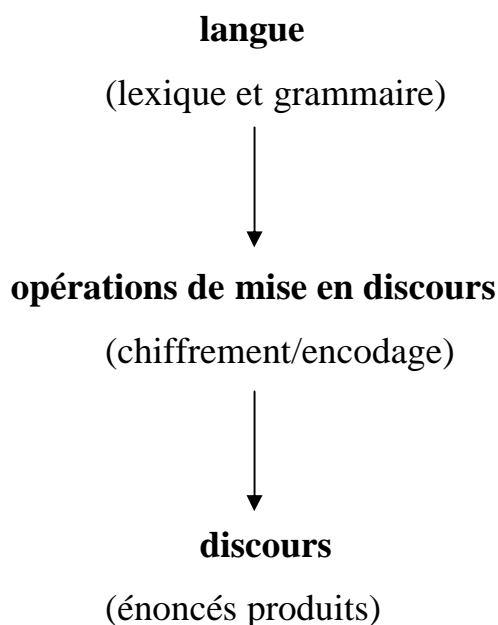 langue
(lexique et grammaire)
opérations de mise en discours
(chiffrement/encodage)
discours
(énoncés produits)